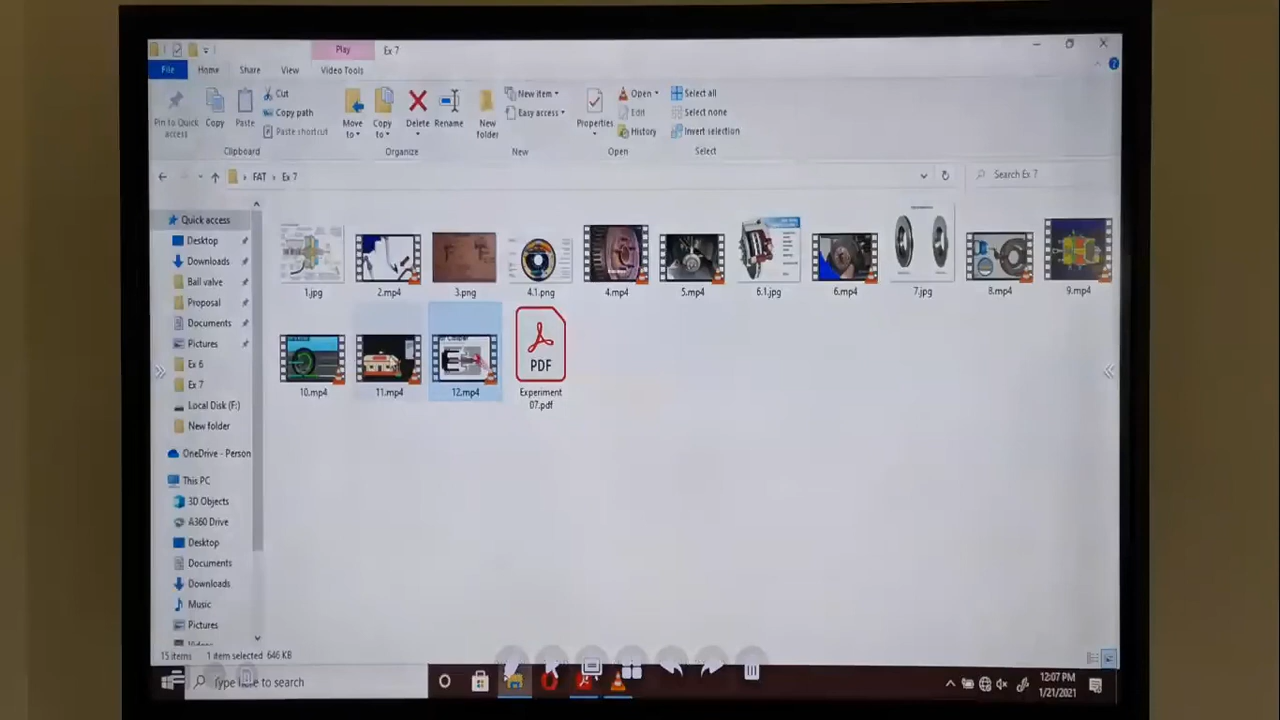 Play
Ex 7
File
Home
Share
View
Video Tools
Pin to Quick access
Copy
Paste
Cut
Copy path
Paste shortcut
Clipboard
Move to
Copy to
Delete
Rename
Organize
New folder
New item
Easy access
New
Properties
Open
Edit
History
Open
Select all
Select none
Invert selection
Select
FAT
Ex 7
Search Ex 7
Quick access
Desktop
Downloads
Ball valve
Proposal
Documents
Pictures
Ex 6
Ex 7
Local Disk (F:)
New folder
OneDrive - Person
This PC
3D Objects
A360 Drive
Desktop
Documents
Downloads
Music
Pictures
1.jpg
2.mp4
3.png
4.1.png
4.mp4
5.mp4
6.1.jpg
6.mp4
7.jpg
8.mp4
9.mp4
10.mp4
11.mp4
12.mp4
PDF
Experiment
07.pdf
15 items
1 item selected 646 KB
Type here to search
12:07 PM
1/21/2021